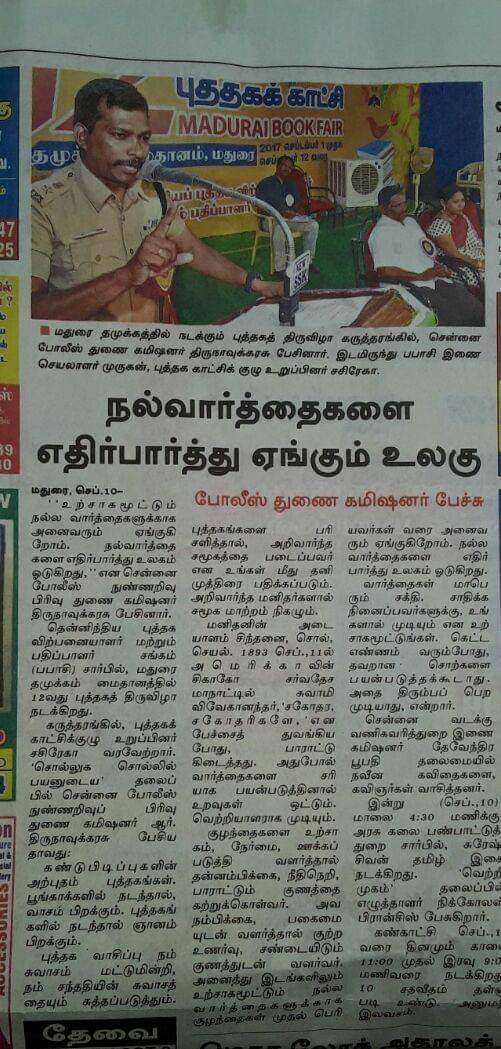 புத்தகக் காட்சி
MADURAI BOOK FAIR
2017 செப்டம்பர் 1 முதல்
செப்டம்பர் 12 வரை
தமுக்க
தானம், மதுரை
NEW
SSK
■ மதுரை தமுக்கத்தில் நடக்கும் புத்தகத் திருவிழா கருத்தரங்கில், சென்னை
போலீஸ் துணை கமிஷனர் திருநாவுக்கரசு பேசினார். இடமிருந்து பபாசி இணை
செயலாளர் முருகன், புத்தக காட்சிக் குழு உறுப்பினர் சசிரேகா.
நல்வார்த்தைகளை
எதிர்பார்த்து ஏங்கும் உலகு
போலீஸ் துணை கமிஷனர் பேச்சு
மதுரை, செப்.10–
''உற்சாகமூட்டும்
நல்ல வார்த்தைகளுக்காக
அனைவரும் ஏங்குகி
றோம். நல்வார்த்தை
களை எதிர்பார்த்து உலகம்
ஓடுகிறது,'' என சென்னை
போலீஸ் நுண்ணறிவு
பிரிவு துணை கமிஷனர்
திருநாவுக்கரசு பேசினார்.
தென்னிந்திய புத்தக
விற்பனையாளர் மற்றும்
பதிப்பாளர் சங்கம்
(பபாசி) சார்பில், மதுரை
தமுக்கம் மைதானத்தில்
12வது புத்தகத் திருவிழா
நடக்கிறது.
கருத்தரங்கில், புத்தகக்
காட்சிக்குழு உறுப்பினர்
சசிரேகா வரவேற்றார்.
'சொல்லுக சொல்லில்
பயனுடைய' தலைப்
பில் சென்னை போலீஸ்
நுண்ணறிவுப் பிரிவு
துணை கமிஷனர் ஆர்.
திருநாவுக்கரசு பேசிய
தாவது:
கண்டுபிடிப்புகளின்
அற்புதம் புத்தகங்கள்.
பூங்காக்களில் நடந்தால்,
வாசம் பிறக்கும். புத்தகங்
களில் நடந்தால் ஞானம்
பிறக்கும்.
புத்தக வாசிப்பு நம்
சுவாசம் மட்டுமின்றி,
நம் சந்ததியின் சுவாசத்
தையும் சுத்தப்படுத்தும்.
புத்தகங்களை பரி
சளித்தால், அறிவார்ந்த
சமூகத்தை படைப்பவர்
என உங்கள் மீது தனி
முத்திரை பதிக்கப்படும்.
அறிவார்ந்த மனிதர்களால்
சமூக மாற்றம் நிகழும்.
மனிதனின் அடை
யாளம் சிந்தனை, சொல்,
செயல். 1893 செப்.,11ல்
அமெரிக்காவின்
சிகாகோ சர்வதேச
மாநாட்டில் சுவாமி
விவேகானந்தர், 'சகோதர,
சகோதரிகளே,' என
பேச்சைத் துவங்கிய
போது, பாராட்டு
கிடைத்தது. அதுபோல்
வார்த்தைகளை சரி
யாக பயன்படுத்தினால்
உறவுகள் ஒட்டும்.
வெற்றியாளராக முடியும்.
குழந்தைகளை உற்சா
கம், நேர்மை, ஊக்கப்
படுத்தி வளர்த்தால்
தன்னம்பிக்கை, நீதிநெறி,
பாராட்டும் குணத்தை
கற்றுக்கொள்வர். அவ
நம்பிக்கை, பகைமை
யுடன் வளர்த்தால் குற்ற
உணர்வு, சண்டையிடும்
குணத்துடன் வளர்வர்.
அனைத்து இடங்களிலும்
உற்சாகமூட்டும் நல்ல
வார்த்தைகளுக்காக
குழந்தைகள் முதல் பெரி
யவர்கள் வரை அனைவ
ரும் ஏங்குகிறோம். நல்ல
வார்த்தைகளை எதிர்
பார்த்து உலகம் ஓடுகிறது.
வார்த்தைகள் மாபெ
ரும் சக்தி. சாதிக்க
நினைப்பவர்களுக்கு, உங்
களால் முடியும் என உற்
சாகமூட்டுங்கள். கெட்ட
எண்ணம் வரும்போது,
தவறான சொற்களை
பயன்படுத்தக்கூடாது.
அதை திரும்பப் பெற
முடியாது, என்றார்.
சென்னை வடக்கு
வணிகவரித்துறை இணை
கமிஷனர் தேவேந்திர
பூபதி தலைமையில்
நவீன கவிதைகளை,
கவிஞர்கள் வாசித்தனர்.
இன்று (செப்.,10)
மாலை 4:30 மணிக்கு
அரசு கலை பண்பாட்டுத்
துறை சார்பில், சுரேஷ்
சிவன் தமிழ் இசை
நடக்கிறது. 'வெற்றி
முகம்' தலைப்பில்
எழுத்தாளர் நிக்கோலஸ்
பிரான்சிஸ் பேசுகிறார்.
கண்காட்சி செப்.,1
வரை தினமும் காலை
11:00 முதல் இரவு 9:0
மணிவரை நடக்கிறது
10 சதவீதம் தள்
படி உண்டு. அனும
இலவசம்.
தேவை
47
25
89
30
ACCESSORIES